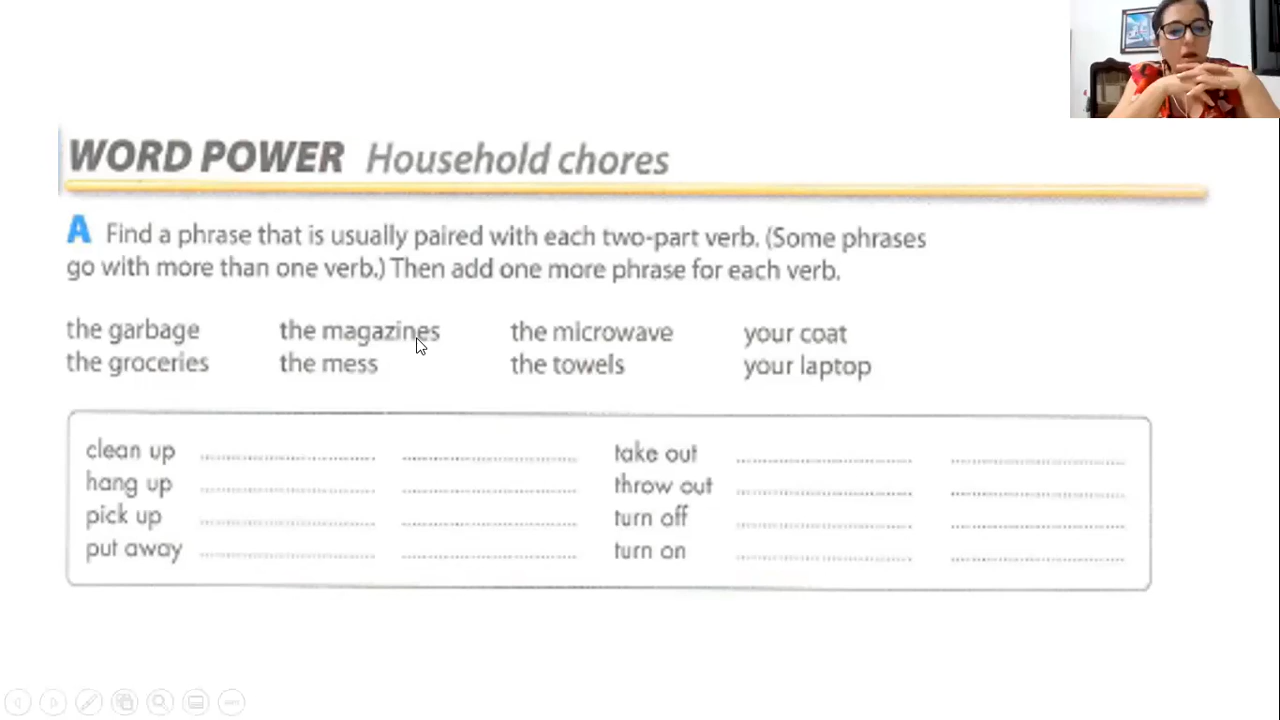 WORD POWER Household chores
A Find a phrase that is usually paired with each two-part verb. (Some phrases
go with more than one verb.) Then add one more phrase for each verb.
the garbage the magazines the microwave your coat
the groceries the mess the towels your laptop
clean up take out
hang up throw out
pick up turn off
put away turn on